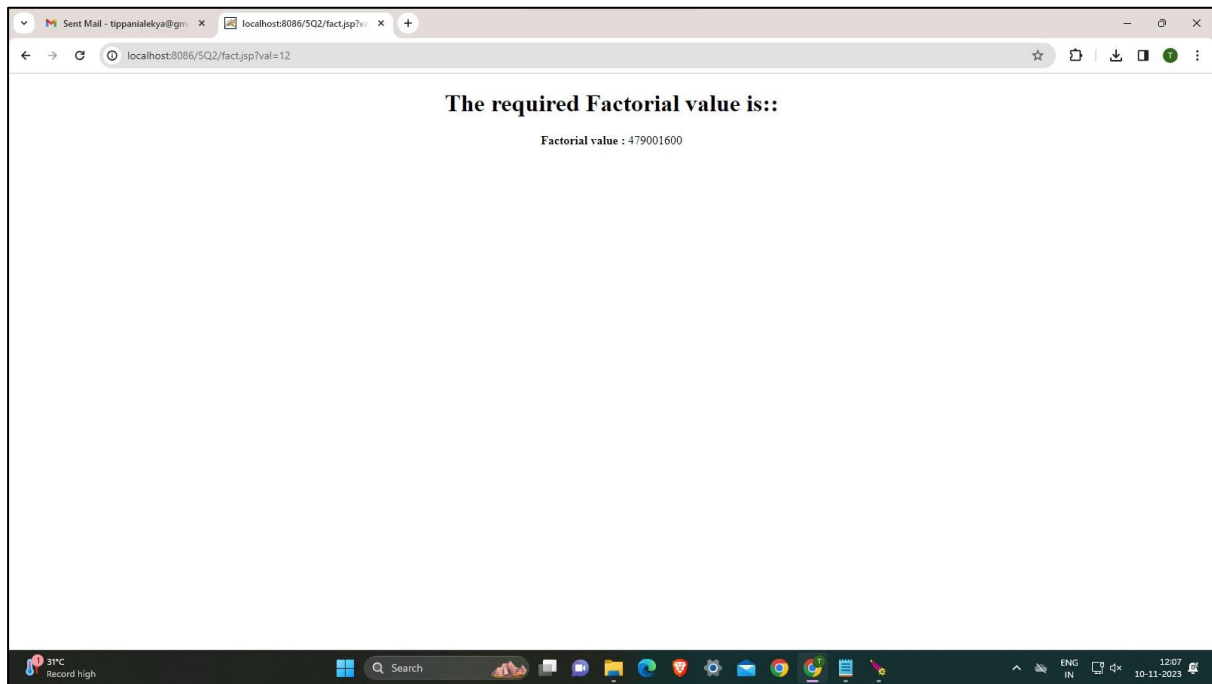 Sent Mail - tippanialekya@gm
localhost:8086/5Q2/fact.jsp?va
localhost:8086/5Q2/fact.jsp?val=12
T
The required Factorial value is::
Factorial value : 479001600
1
31°C
Record high
Search
ENG
IN
12:07
10-11-2023